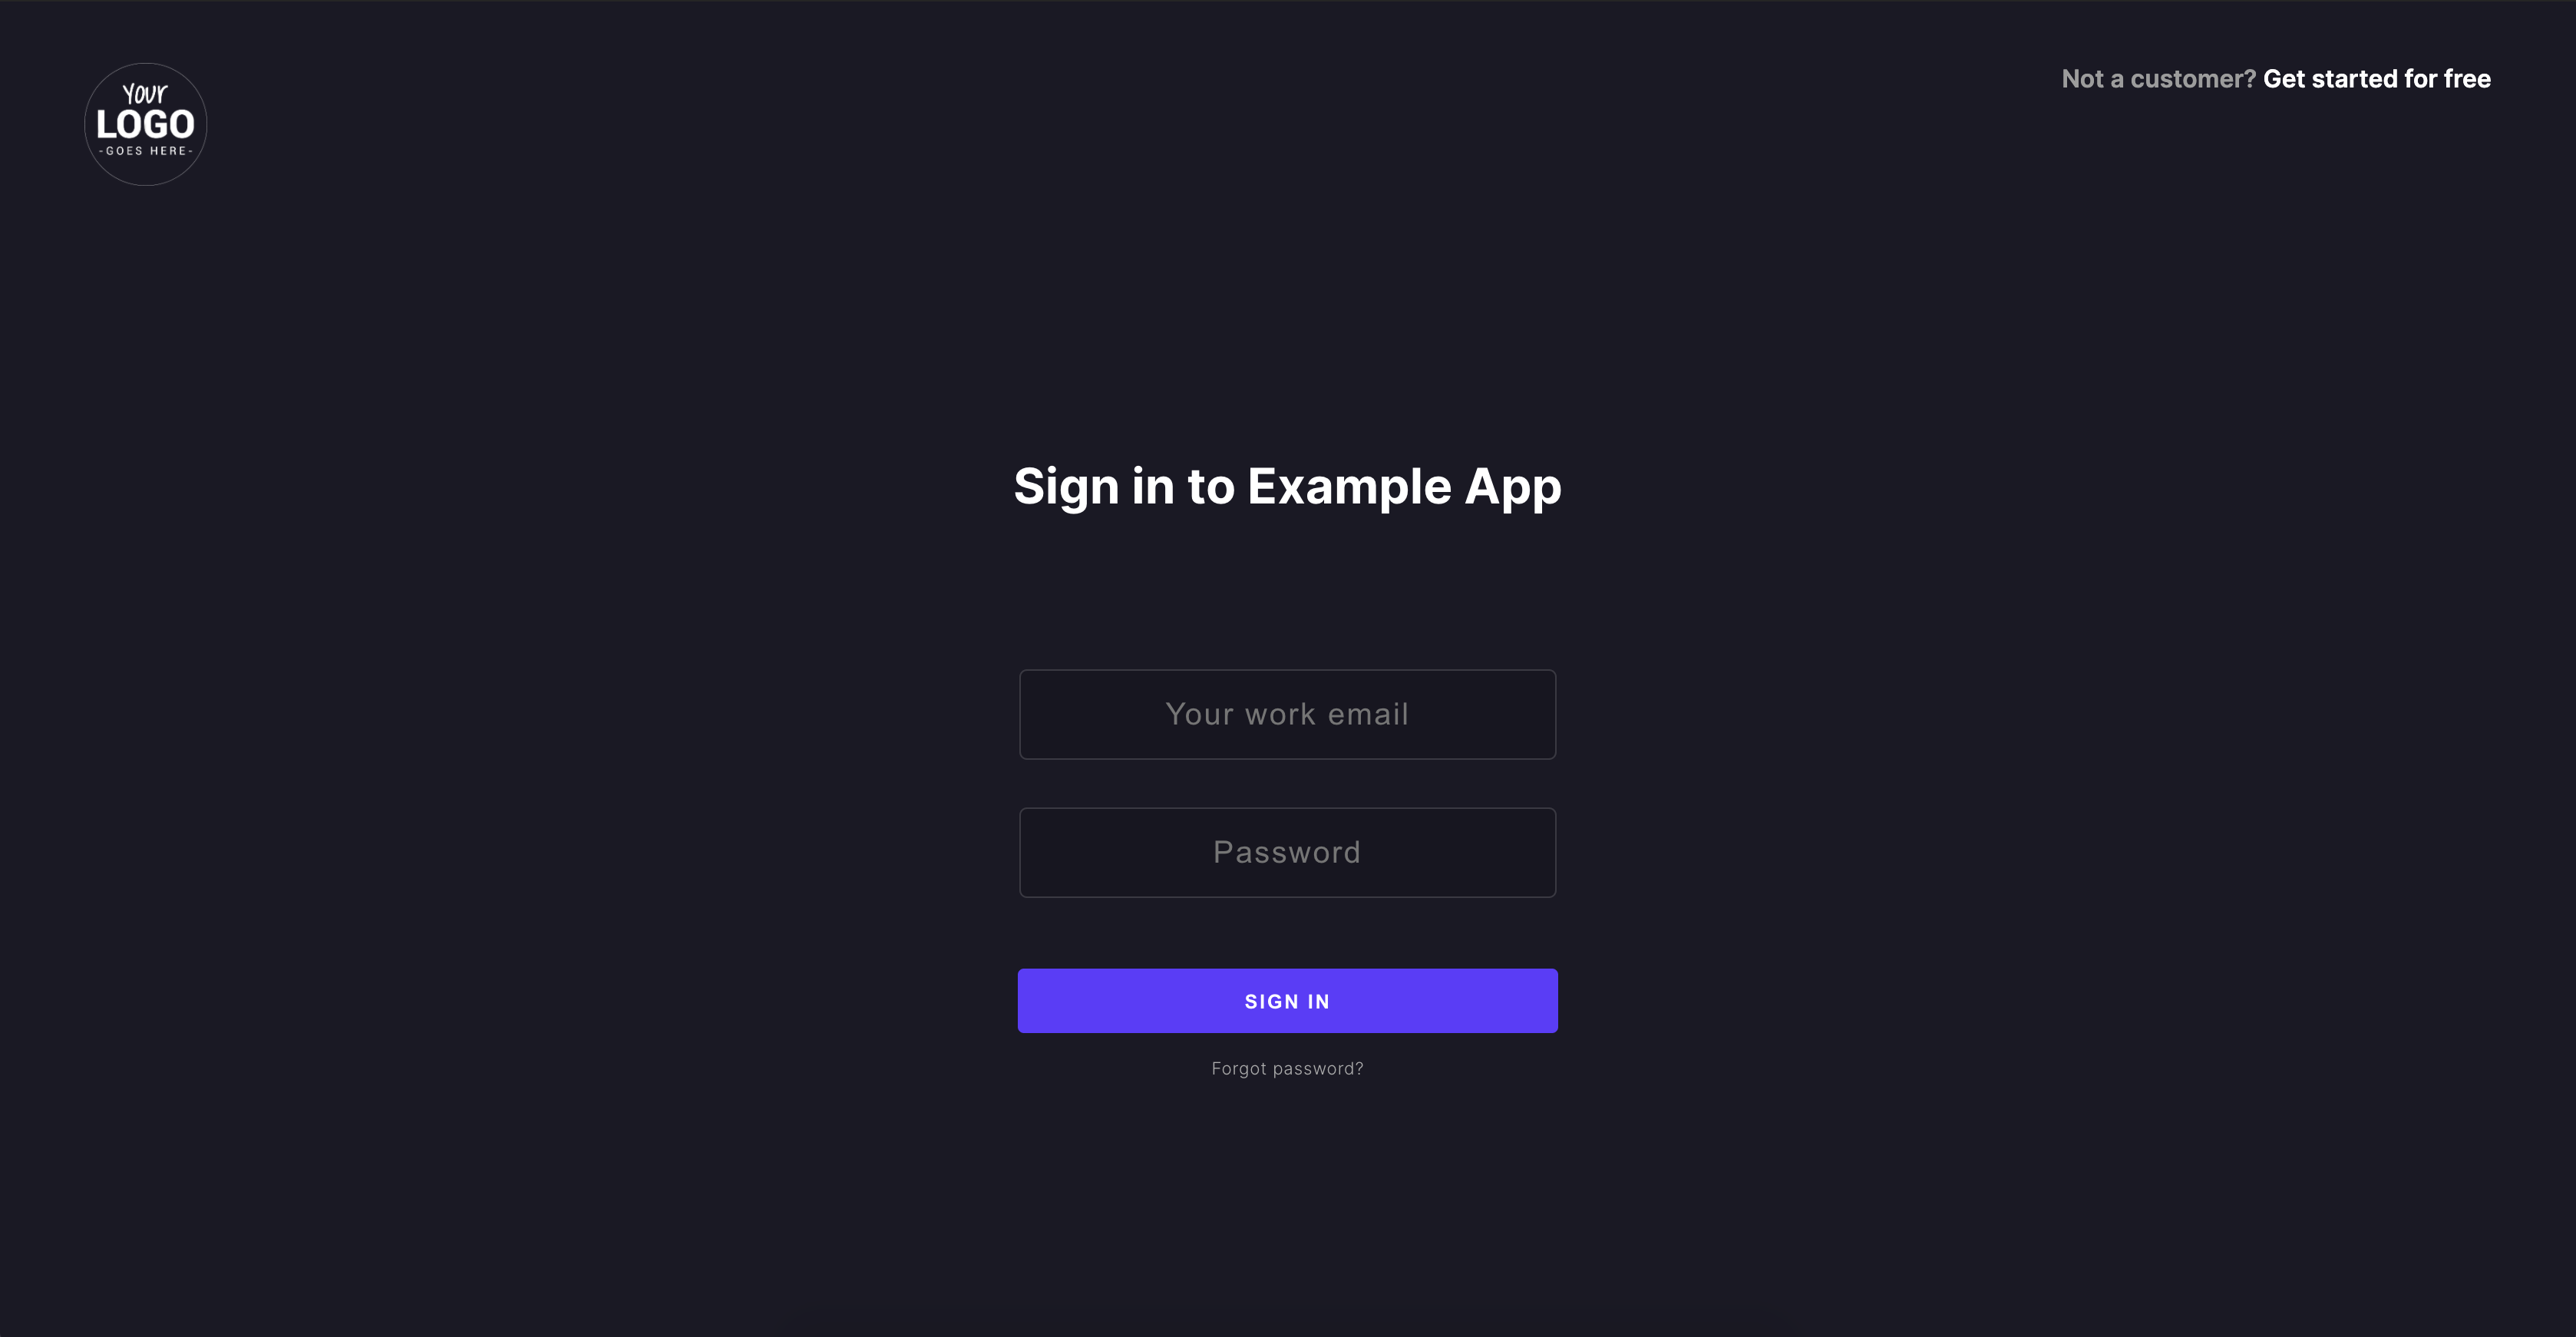 Your
LOGO
-GOES HERE-
Not a customer? Get started for free
Sign in to Example App
Your work email
Password
SIGN IN
Forgot password?